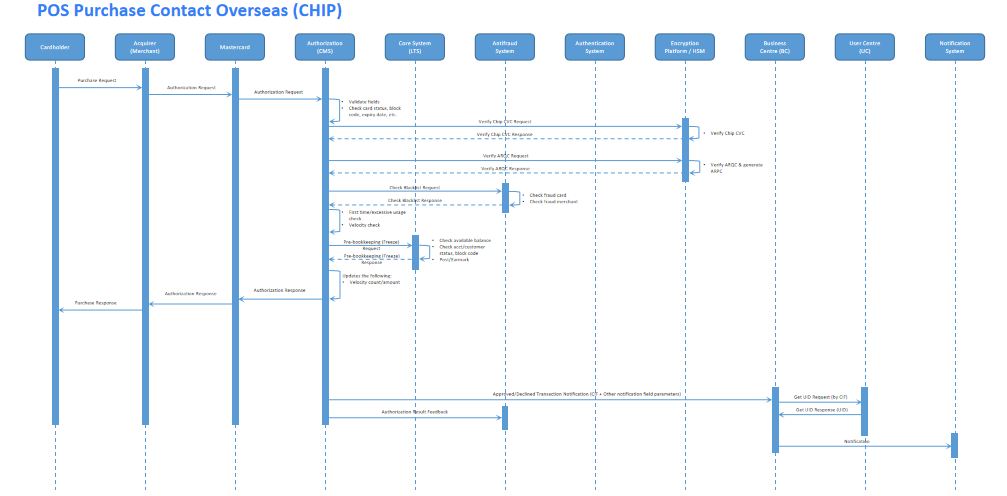 POS Purchase Contact Overseas (CHIP)
Cardholder
Acquirer
(Merchant)
Mastercard
Authorization
(CMS)
Core System
(LTS)
Antifraud
System
Authentication
System
Encryption
Platform / HSM
Business
Centre (BC)
User Centre
(UC)
Notification
System
Purchase Request
Authorization Request
Authorization Request
• Validate fields
• Check card status, block
code, expiry date, etc.
Verify Chip CVC Request
Verify Chip CVC Response
• Verify Chip CVC
Verify ARQC Request
Verify ARQC Response
• Verify ARQC & generate
ARPC
Check Blacklist Request
Check Blacklist Response
• Check fraud card
• Check fraud merchant
• First time/excessive usage
check
• Velocity check
Pre-bookkeeping (Freeze)
Request
Pre-bookkeeping (Freeze)
Response
• Check available balance
• Check acct/customer
status, block code
• Post/Earmark
Updates the following:
• Velocity count/amount
Authorization Response
Authorization Response
Purchase Response
Approved/Declined Transaction Notification (CIF + Other notification field parameters)
Get UID Request (by CIF)
Get UID Response (UID)
Authorization Result Feedback
Notification